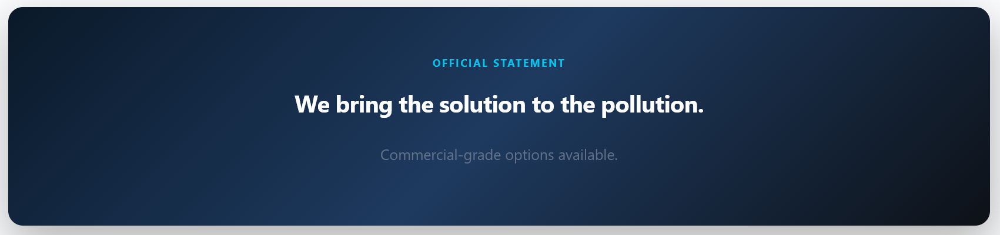 OFFICIAL STATEMENT
We bring the solution to the pollution.
Commercial-grade options available.